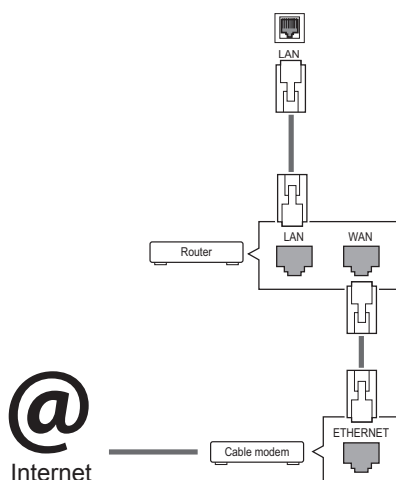 LAN
LAN WAN
Router
ETHERNET
Cable modem
@
Internet